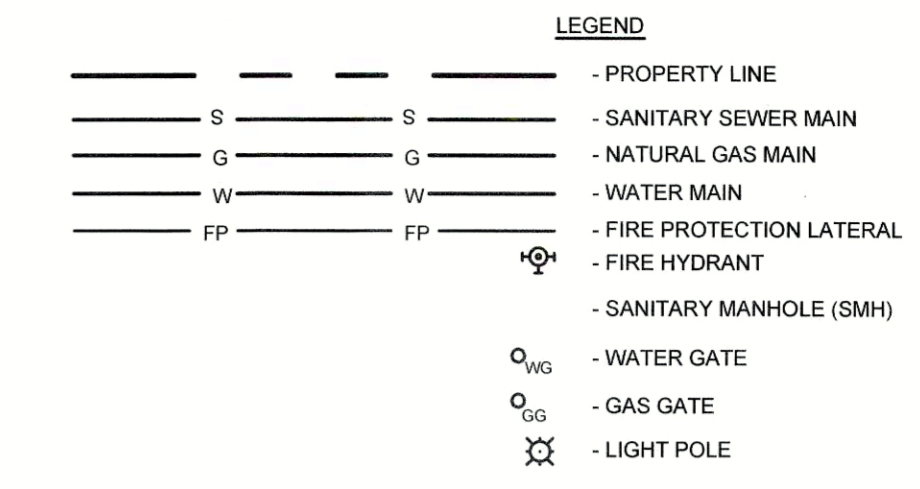 LEGEND
- PROPERTY LINE
S S - SANITARY SEWER MAIN
G G - NATURAL GAS MAIN
W W - WATER MAIN
FP FP - FIRE PROTECTION LATERAL
- FIRE HYDRANT
- SANITARY MANHOLE (SMH)
WG - WATER GATE
GG - GAS GATE
- LIGHT POLE